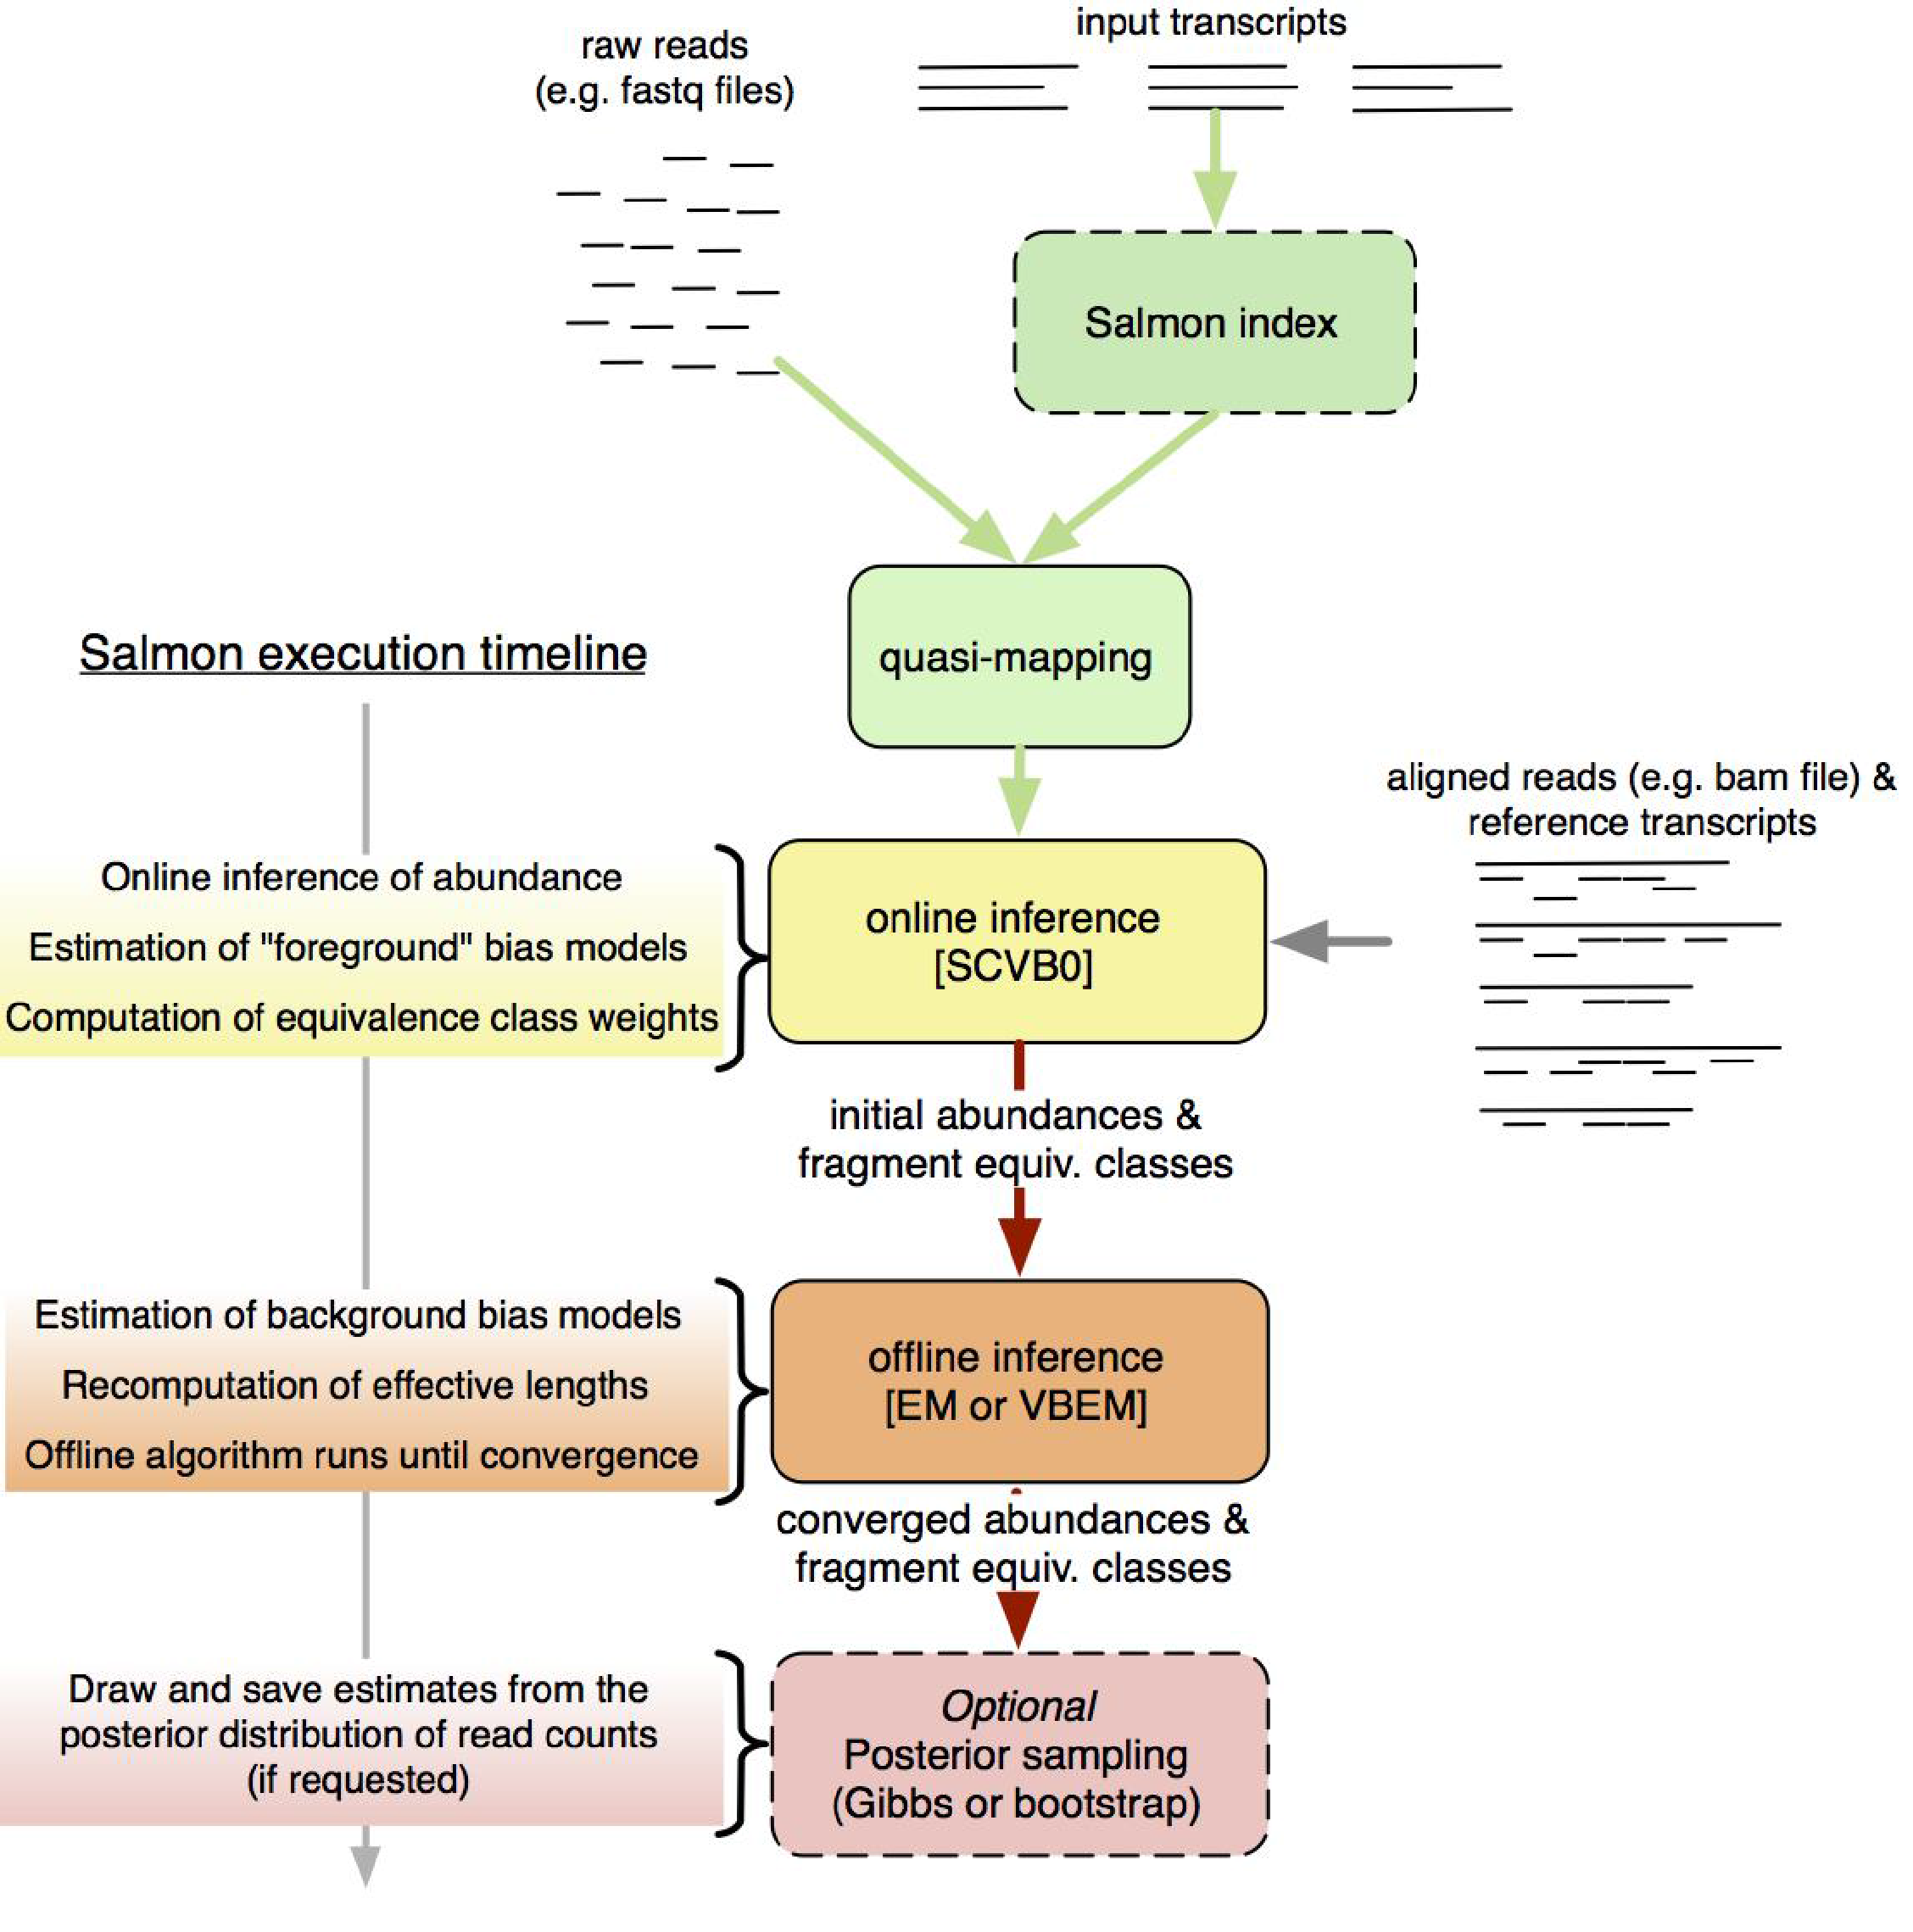 input transcripts
raw reads
(e.g. fastq files)
Salmon index
quasi-mapping
Salmon execution timeline
aligned reads (e.g. bam file) &
reference transcripts
Online inference of abundance
Estimation of "foreground" bias models
Computation of equivalence class weights
online inference
[SCVB0]
initial abundances &
fragment equiv. classes
Estimation of background bias models
Recomputation of effective lengths
Offline algorithm runs until convergence
offline inference
[EM or VBEM]
converged abundances &
fragment equiv. classes
Draw and save estimates from the
posterior distribution of read counts
(if requested)
Optional
Posterior sampling
(Gibbs or bootstrap)